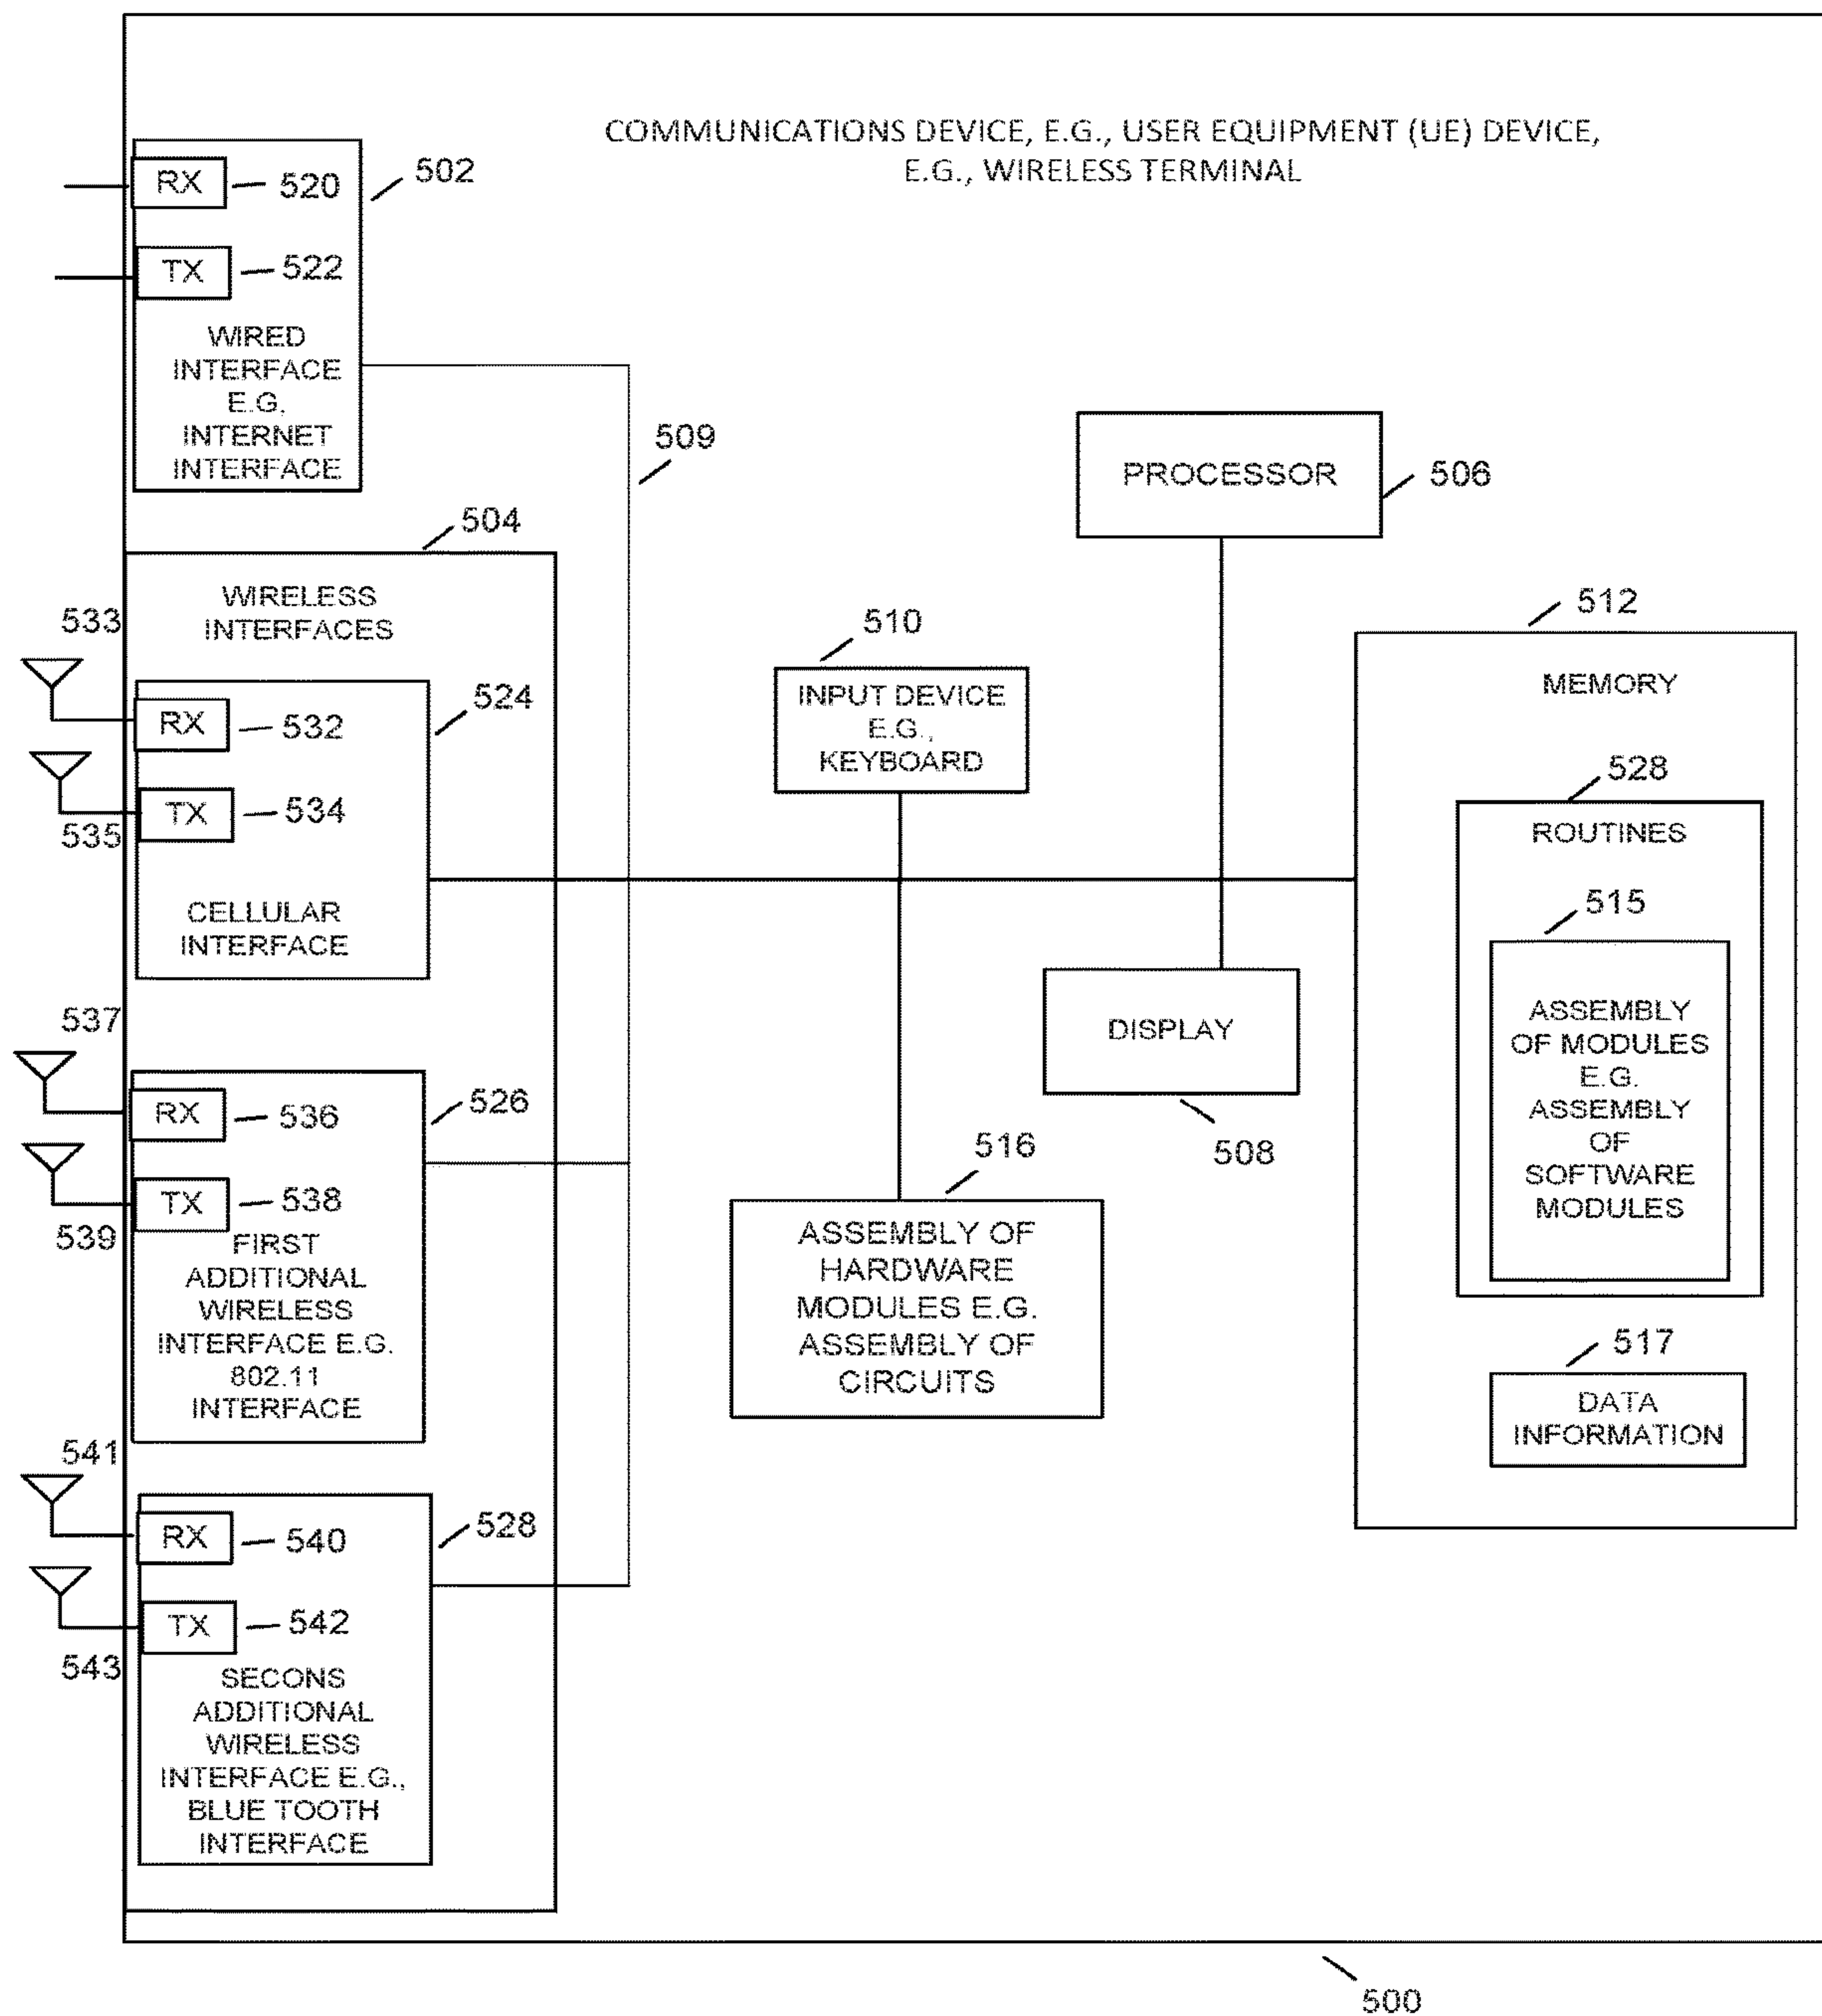 COMMUNICATIONS DEVICE, E.G., USER EQUIPMENT (UE) DEVICE,
E.G., WIRELESS TERMINAL
RX
520
502
TX
522
WIRED
INTERFACE
E.G,
INTERNET
INTERFACE
509
PROCESSOR
506
504
WIRELESS
INTERFACES
533
RX
532
524
TX
534
535
CELLULAR
INTERFACE
510
INPUT DEVICE
E.G.,
KEYBOARD
512
MEMORY
528
ROUTINES
515
ASSEMBLY
OF MODULES
E.G.
ASSEMBLY
OF
SOFTWARE
MODULES
517
DATA
INFORMATION
DISPLAY
508
516
ASSEMBLY OF
HARDWARE
MODULES E.G.
ASSEMBLY OF
CIRCUITS
537
RX
536
526
TX
538
539
FIRST
ADDITIONAL
WIRELESS
INTERFACE E.G.
802.11
INTERFACE
541
RX
540
528
TX
542
543
SECONS
ADDITIONAL
WIRELESS
INTERFACE E.G.,
BLUE TOOTH
INTERFACE
500